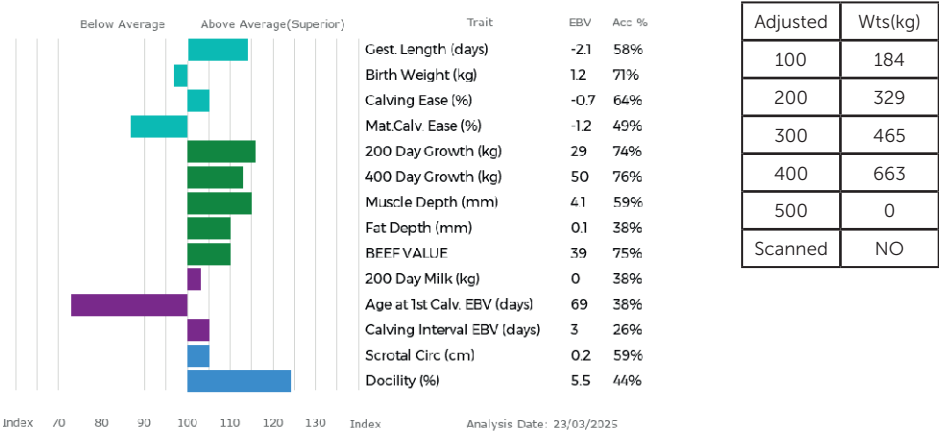 Below Average Above Average(Superior) Trait EBV Acc %
Gest. Length (days) -2.1 58%
Birth Weight (kg) 1.2 71%
Calving Ease (%) -0.7 64%
Mat.Calv. Ease (%) -1.2 49%
200 Day Growth (kg) 29 74%
400 Day Growth (kg) 50 76%
Muscle Depth (mm) 41 59%
Fat Depth (mm) 0.1 38%
BEEF VALUE 39 75%
200 Day Milk (kg) 0 38%
Age at 1st Calv. EBV (days) 69 38%
Calving Interval EBV (days) 3 26%
Scrotal Circ (cm) 0.2 59%
Docility (%) 5.5 44%
Index 70 80 90 100 110 120 130 Index Analysis Date: 23/03/2025
Adjusted Wts(kg)
100 184
200 329
300 465
400 663
500 0
Scanned NO